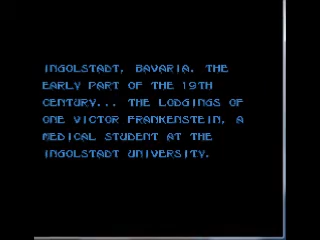 INGOLSTADT, BAVARIA. THE
EARLY PART OF THE 19TH
CENTURY... THE LODGINGS OF
ONE VICTOR FRANKENSTEIN, A
MEDICAL STUDENT AT THE
INGOLSTADT UNIVERSITY.